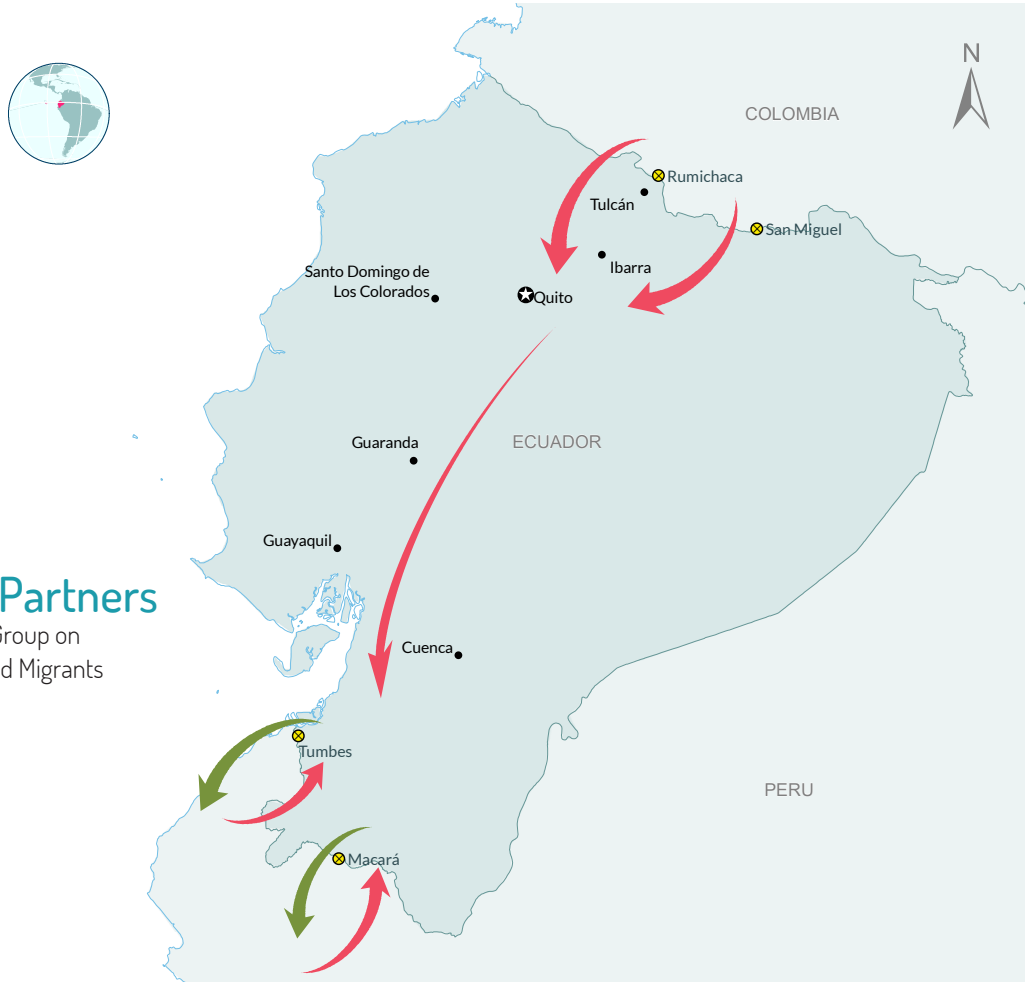 N
COLOMBIA
Rumichaca
Tulcán
San Miguel
Ibarra
Santo Domingo de
Los Colorados
Quito
Guaranda
ECUADOR
Guayaquil
Partners
Group on
d Migrants
Cuenca
Tumbes
PERU
Macará